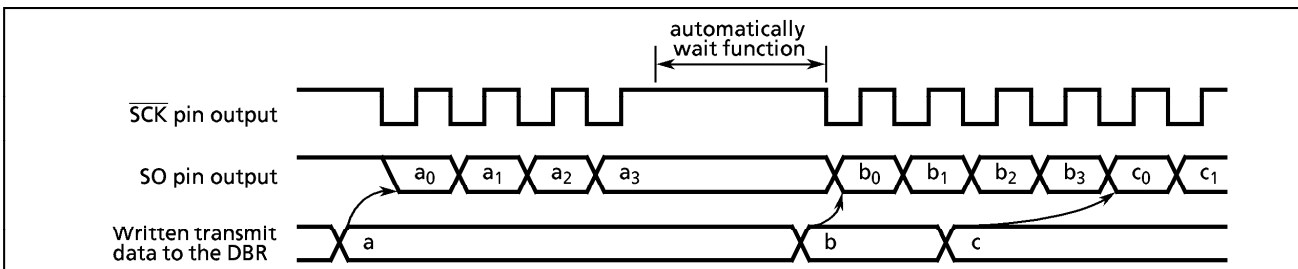 automatically
wait function
SCK pin output
SO pin output
a0 a1 a2 a3 b0 b1 b2 b3 c0 c1
Written transmit
data to the DBR
a b c